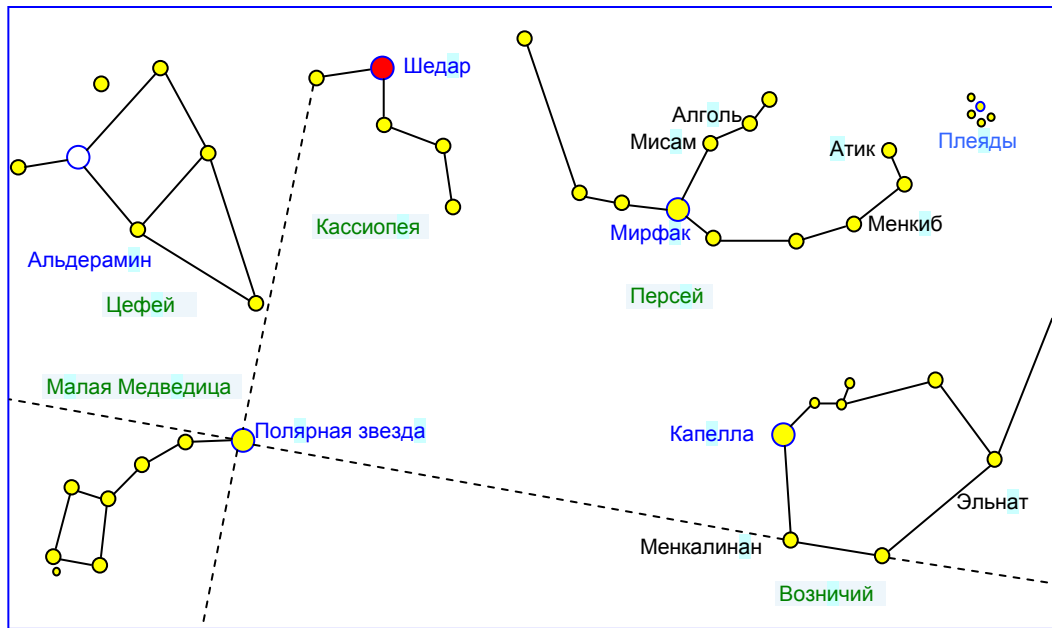 Шедар
Алголь
Мисам
Атик
Плеяды
Кассиопея
Менкиб
Мирфак
Альдерамин
Цефей
Персей
Малая Медведица
Полярная звезда
Капелла
Эльнат
Менкалинан
Возничий